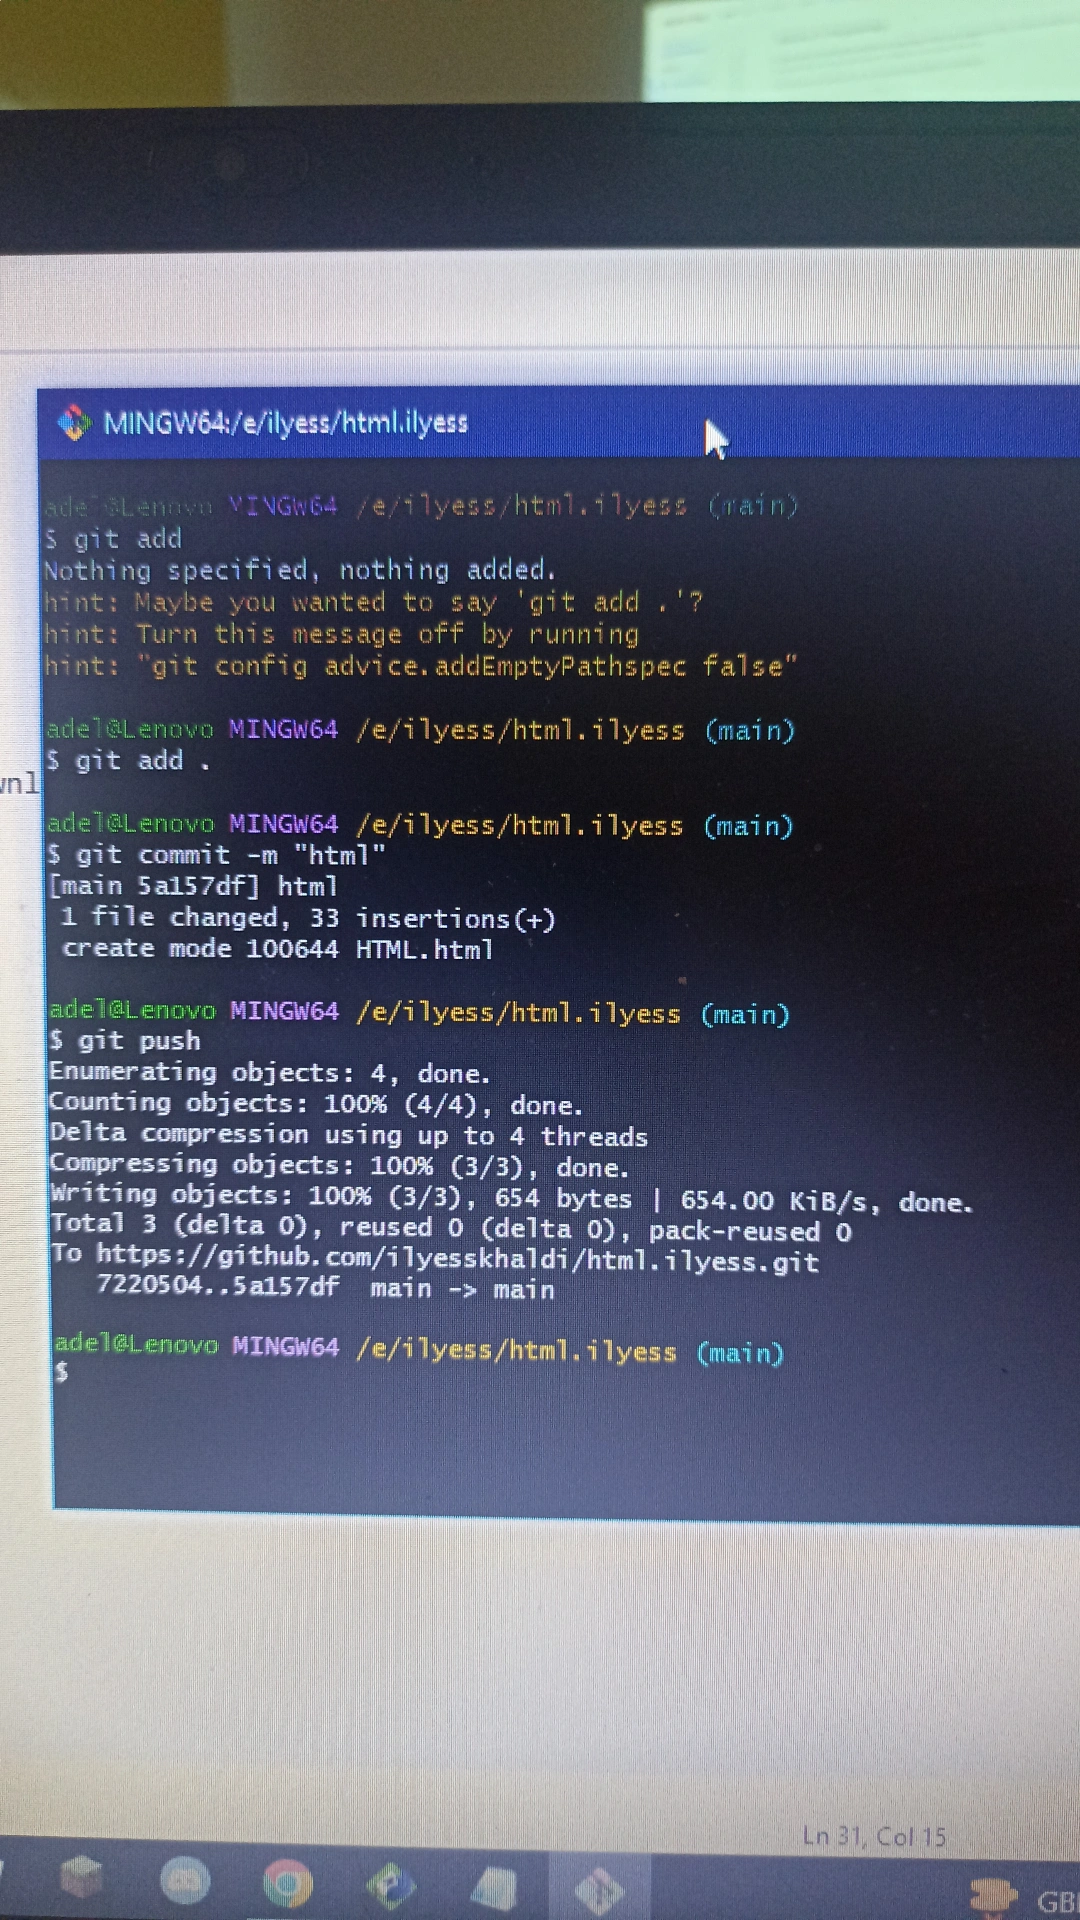 MINGW64:/e/ilyess/html.ilyess
adel@Lenovo MINGW64 /e/ilyess/html.ilyess (main)
$ git add
Nothing specified, nothing added.
hint: Maybe you wanted to say 'git add .'?
hint: Turn this message off by running
hint: "git config advice.addEmptyPathspec false"
adel@Lenovo MINGW64 /e/ilyess/html.ilyess (main)
$ git add .
wnl
adel@Lenovo MINGW64 /e/ilyess/html.ilyess (main)
$ git commit -m "html"
[main 5a157df] html
1 file changed, 33 insertions(+)
create mode 100644 HTML.html
adel@Lenovo MINGW64 /e/ilyess/html.ilyess (main)
$ git push
Enumerating objects: 4, done.
Counting objects: 100% (4/4), done.
Delta compression using up to 4 threads
Compressing objects: 100% (3/3), done.
Writing objects: 100% (3/3), 654 bytes | 654.00 KiB/s, done.
Total 3 (delta 0), reused 0 (delta 0), pack-reused 0
To https://github.com/ilyesskhaldi/html.ilyess.git
7220504..5a157df main -> main
adel@Lenovo MINGW64 /e/ilyess/html.ilyess (main)
$
Ln 31, Col 15